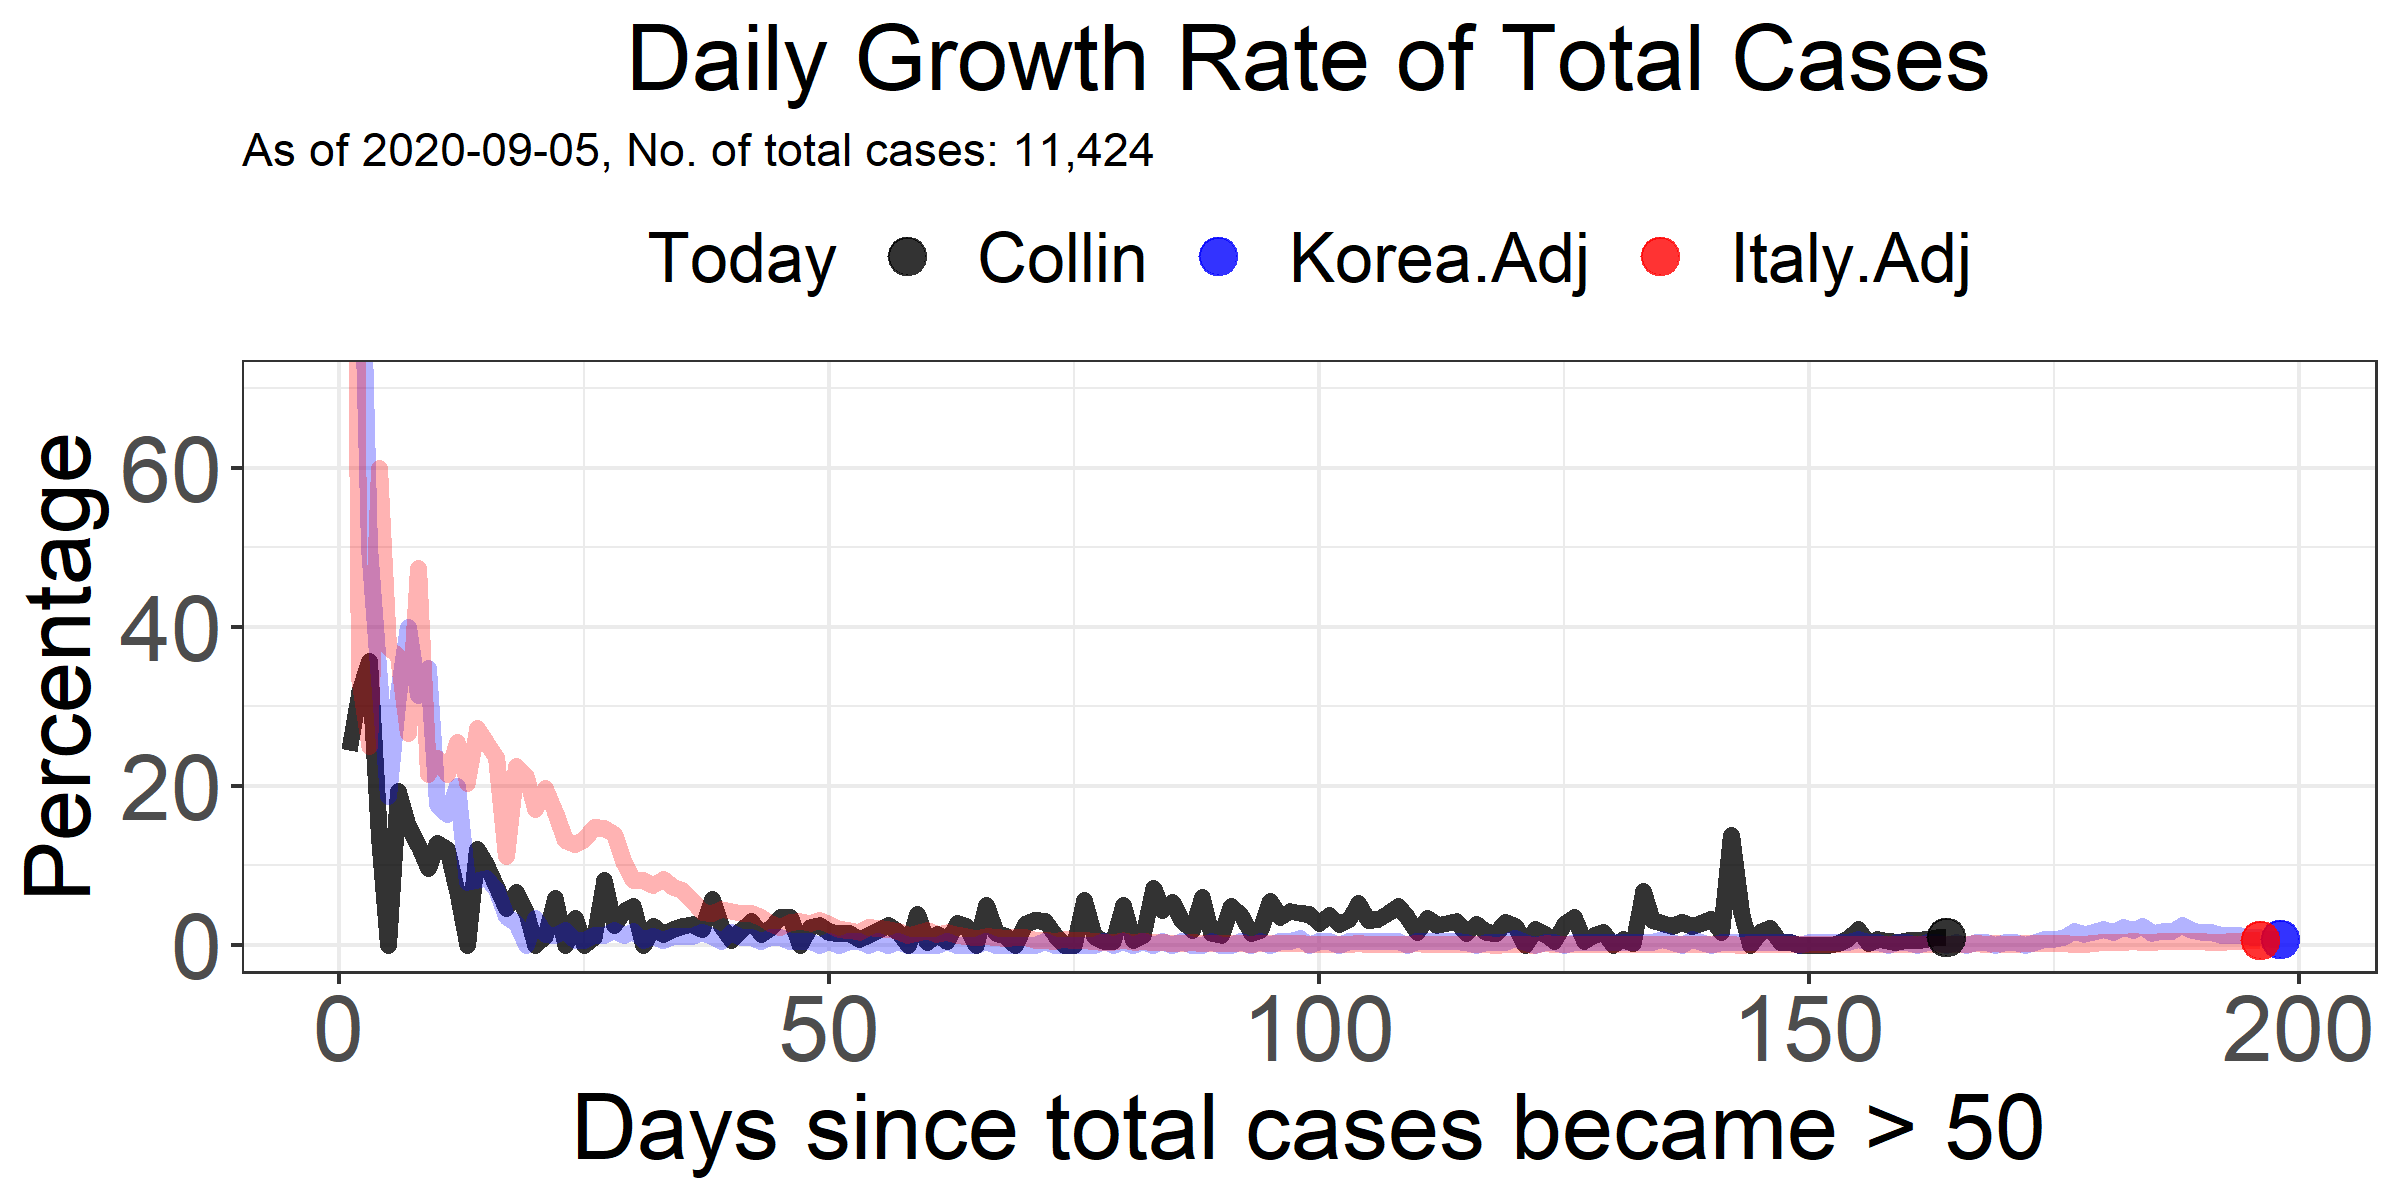 Daily Growth Rate of Total Cases
As of 2020-09-05, No. of total cases: 11,424
Today Collin Korea.Adj Italy.Adj
Percentage
60
40
20
0
0 50 100 150 200
Days since total cases became > 50